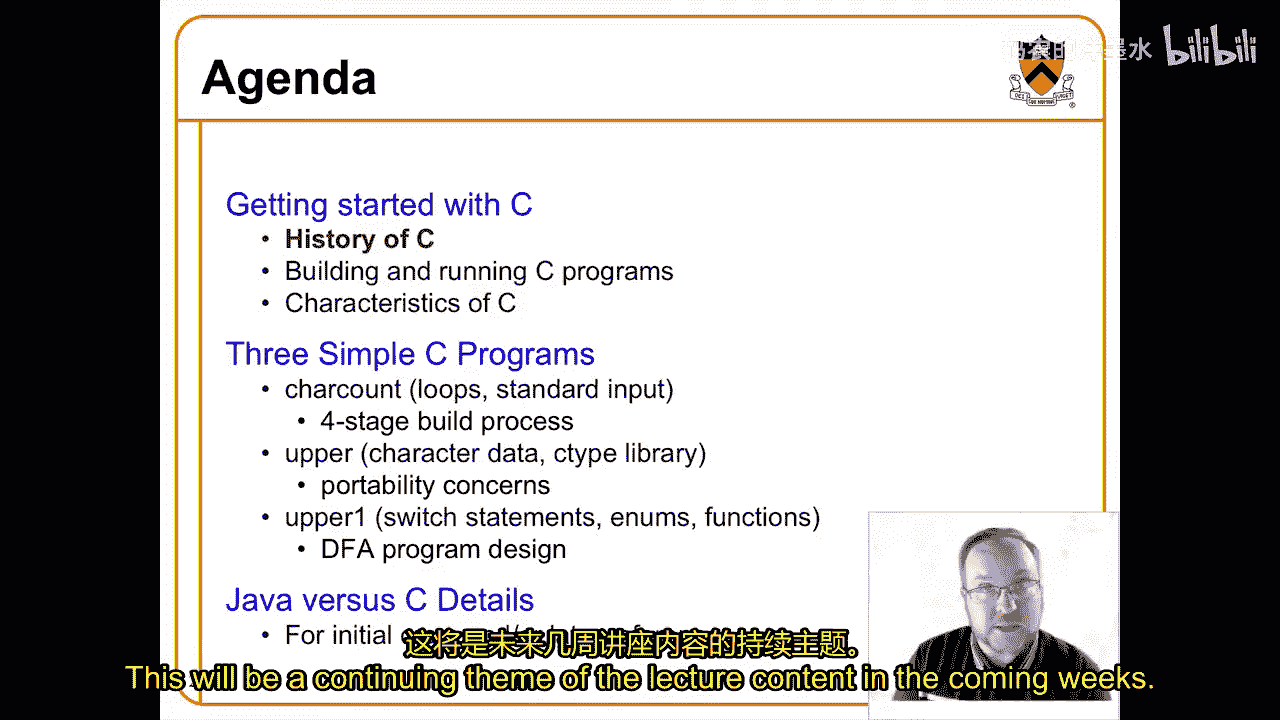 的 墨水 bilibili
Agenda
Getting started with C
• History of C
• Building and running C programs
• Characteristics of C
Three Simple C Programs
• charcount (loops, standard input)
• 4-stage build process
• upper (character data, ctype library)
• portability concerns
• upper1 (switch statements, enums, functions)
• DFA program design
Java versus C Details
• For initial
这将是未来几周讲座内容的持续主题。
This will be a continuing theme of the lecture content in the coming weeks.